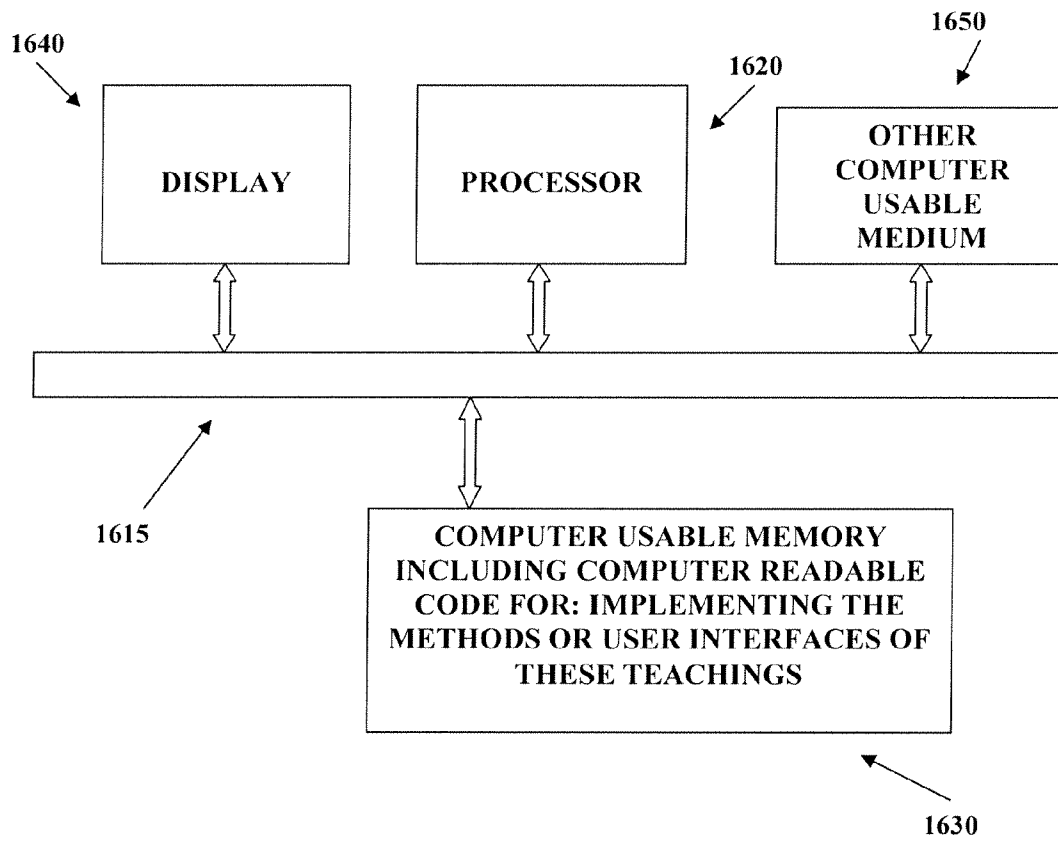 1640
1650
1620
DISPLAY
PROCESSOR
OTHER
COMPUTER
USABLE
MEDIUM
1615
COMPUTER USABLE MEMORY
INCLUDING COMPUTER READABLE
CODE FOR: IMPLEMENTING THE
METHODS OR USER INTERFACES OF
THESE TEACHINGS
1630